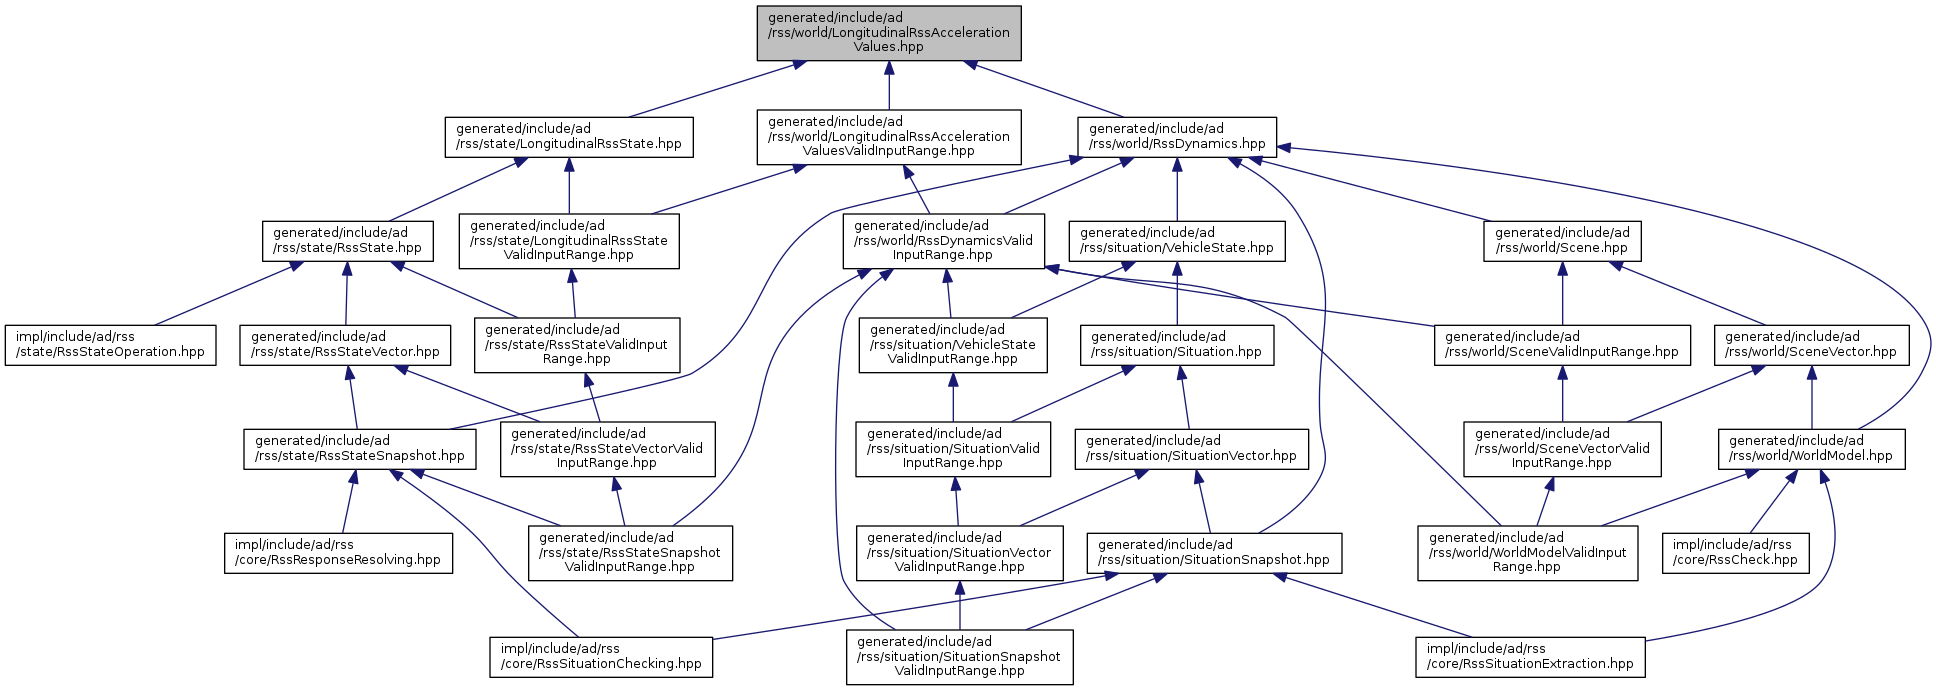 generated/include/ad
/rss/world/LongitudinalRssAcceleration
Values.hpp
generated/include/ad
/rss/state/LongitudinalRssState.hpp
generated/include/ad
/rss/world/LongitudinalRssAcceleration
ValuesValidInputRange.hpp
generated/include/ad
/rss/world/RssDynamics.hpp
generated/include/ad
/rss/state/RssState.hpp
generated/include/ad
/rss/state/LongitudinalRssState
ValidInputRange.hpp
generated/include/ad
/rss/world/RssDynamicsValid
InputRange.hpp
generated/include/ad
/rss/situation/VehicleState.hpp
generated/include/ad
/rss/world/Scene.hpp
impl/include/ad/rss
/state/RssStateOperation.hpp
generated/include/ad
/rss/state/RssStateVector.hpp
generated/include/ad
/rss/state/RssStateValidInput
Range.hpp
generated/include/ad
/rss/situation/VehicleState
ValidInputRange.hpp
generated/include/ad
/rss/situation/Situation.hpp
generated/include/ad
/rss/world/SceneValidInputRange.hpp
generated/include/ad
/rss/world/SceneVector.hpp
generated/include/ad
/rss/state/RssStateSnapshot.hpp
generated/include/ad
/rss/state/RssStateVectorValid
InputRange.hpp
generated/include/ad
/rss/situation/SituationValid
InputRange.hpp
generated/include/ad
/rss/situation/SituationVector.hpp
generated/include/ad
/rss/world/SceneVectorValid
InputRange.hpp
generated/include/ad
/rss/world/WorldModel.hpp
impl/include/ad/rss
/core/RssResponseResolving.hpp
generated/include/ad
/rss/state/RssStateSnapshot
ValidInputRange.hpp
generated/include/ad
/rss/situation/SituationVector
ValidInputRange.hpp
generated/include/ad
/rss/situation/SituationSnapshot.hpp
generated/include/ad
/rss/world/WorldModelValidInput
Range.hpp
impl/include/ad/rss
/core/RssCheck.hpp
impl/include/ad/rss
/core/RssSituationChecking.hpp
generated/include/ad
/rss/situation/SituationSnapshot
ValidInputRange.hpp
impl/include/ad/rss
/core/RssSituationExtraction.hpp